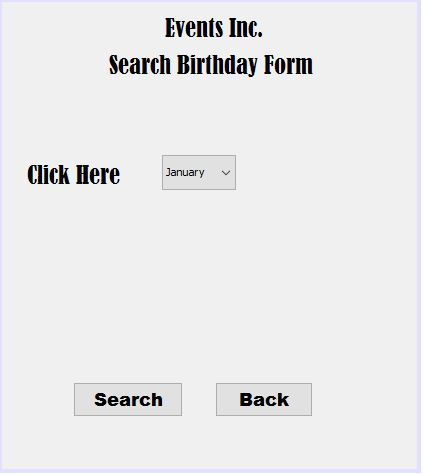 Events Inc.
Search Birthday Form
Click Here
January
Search
Back